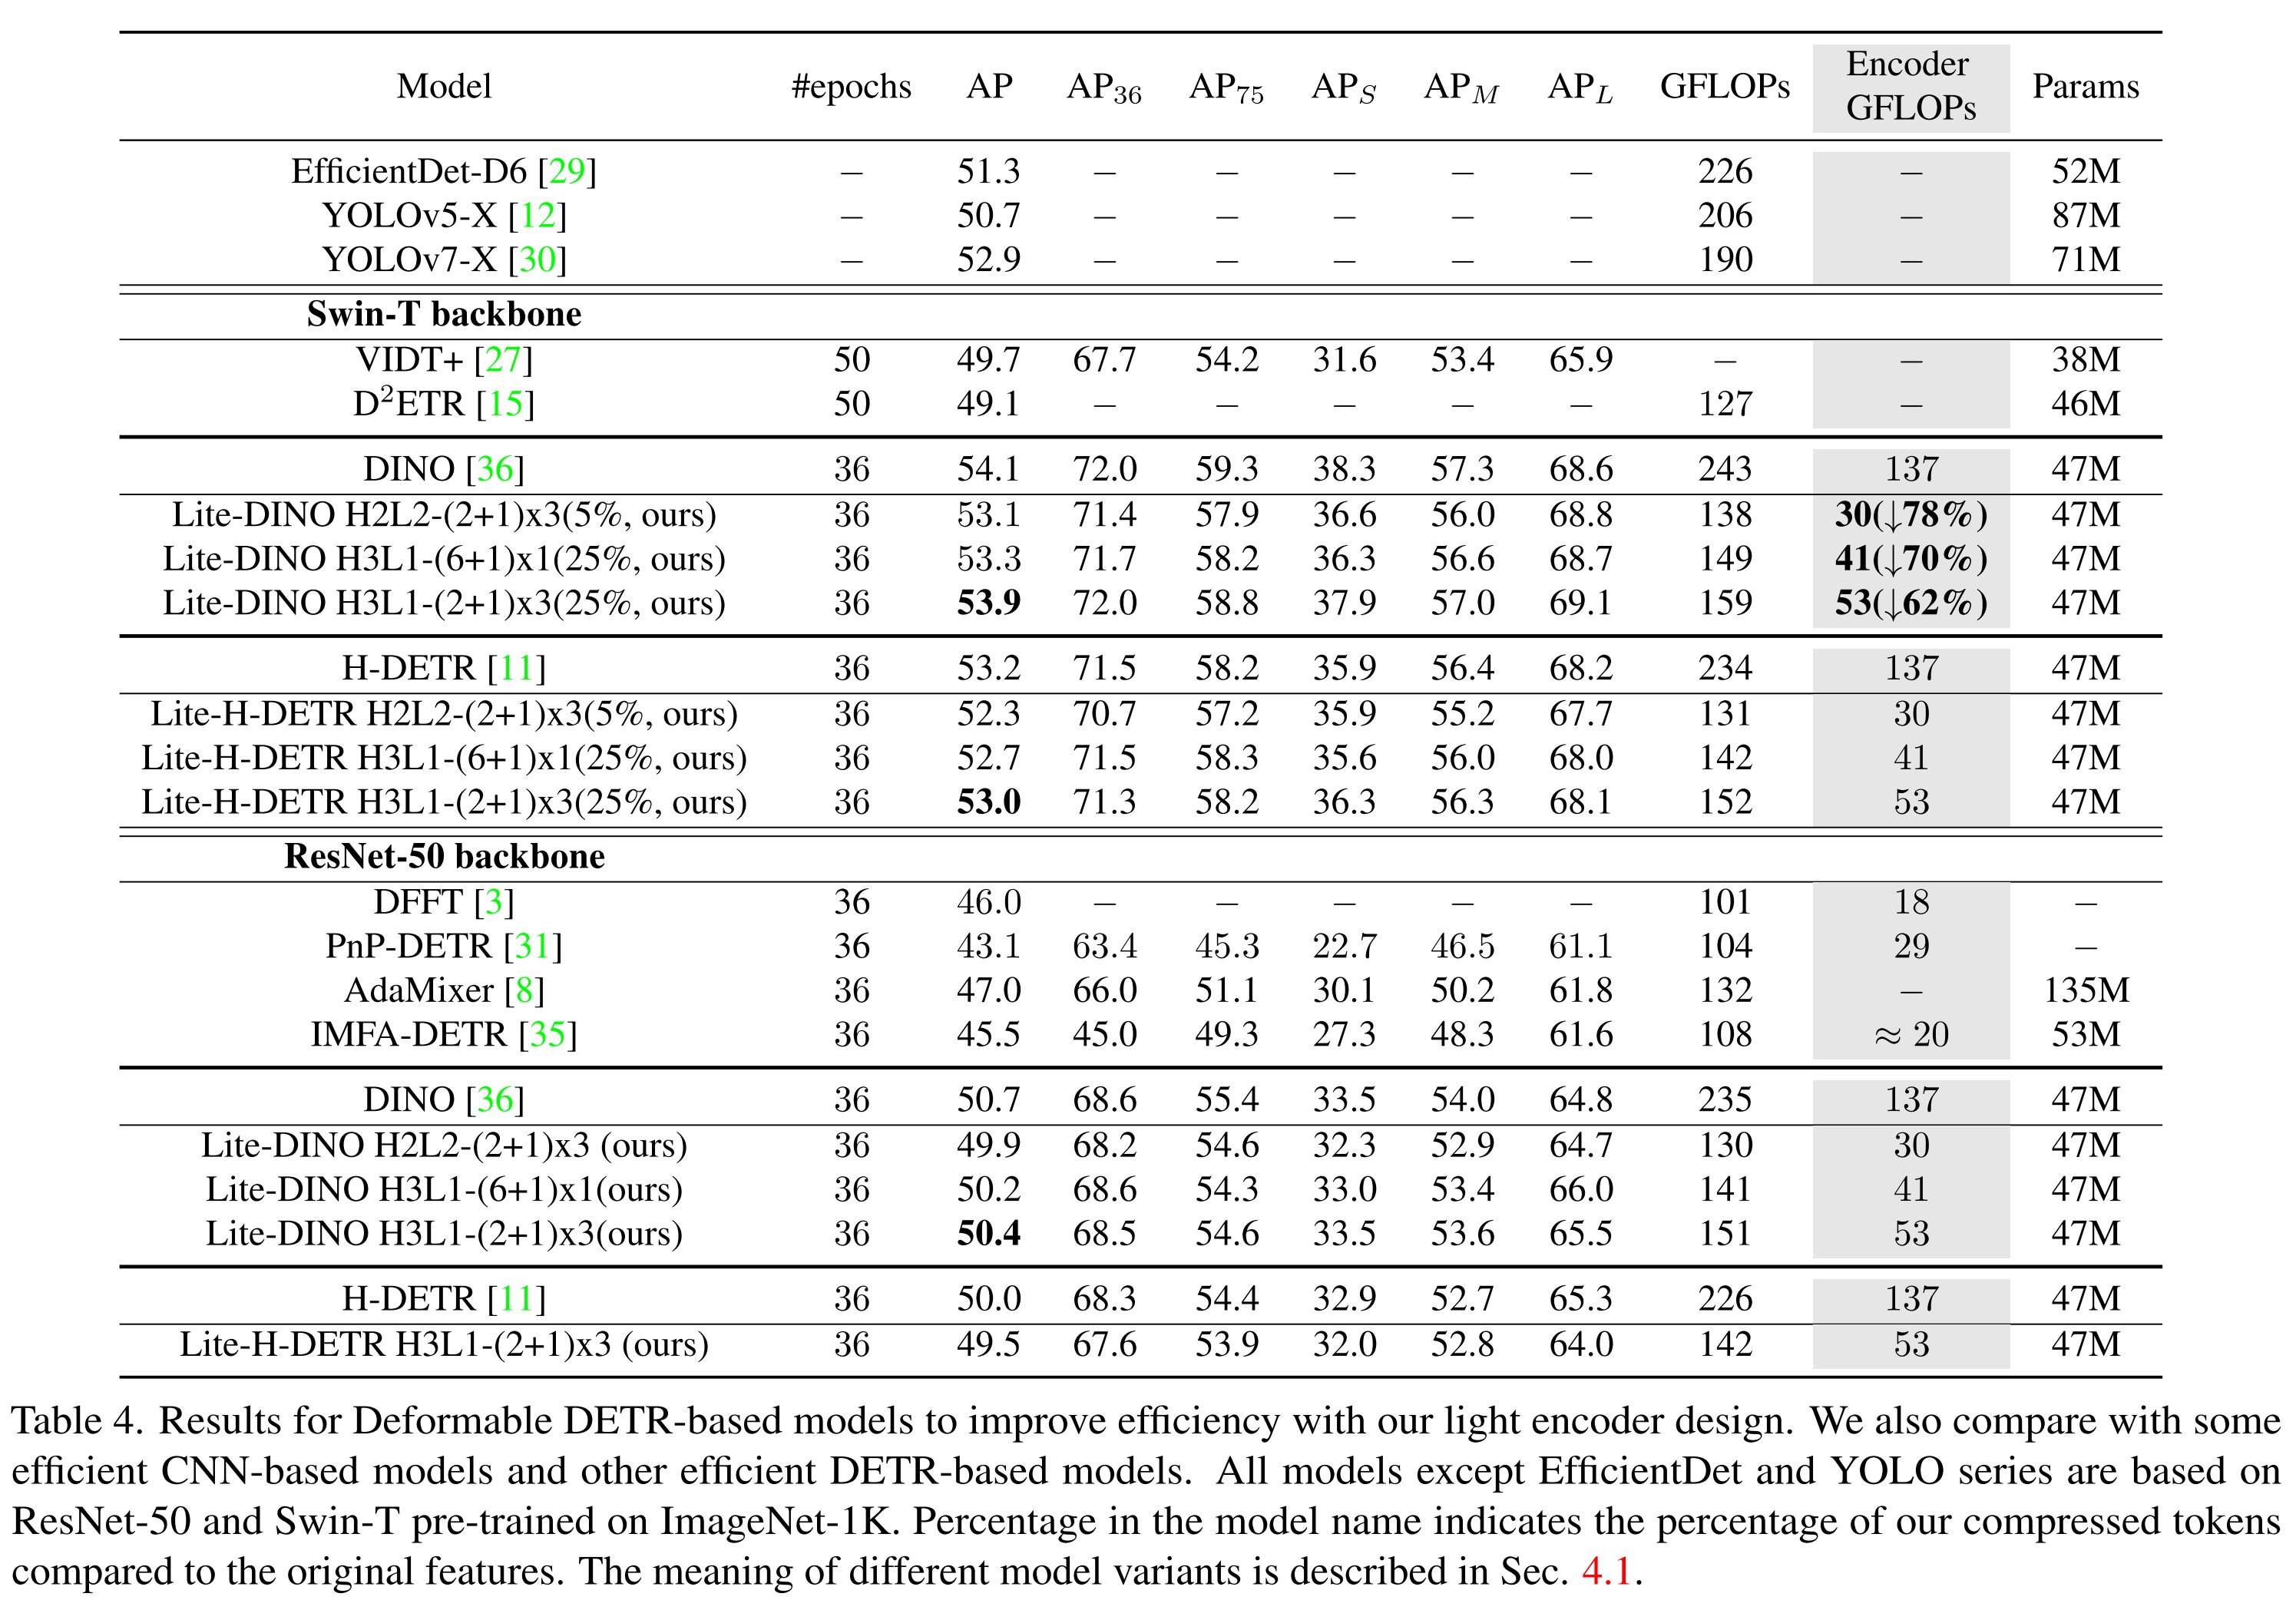 Model #epochs AP AP36 AP75 APS APM APL GFLOPs Encoder GFLOPs Params
EfficientDet-D6 [29] – 51.3 – – – – – 226 – 52M
YOLOv5-X [12] – 50.7 – – – – – 206 – 87M
YOLOv7-X [30] – 52.9 – – – – – 190 – 71M
Swin-T backbone
VIDT+ [27] 50 49.7 67.7 54.2 31.6 53.4 65.9 – – 38M
D²ETR [15] 50 49.1 – – – – – 127 – 46M
DINO [36] 36 54.1 72.0 59.3 38.3 57.3 68.6 243 137 47M
Lite-DINO H2L2-(2+1)x3(5%, ours) 36 53.1 71.4 57.9 36.6 56.0 68.8 138 30(↓78%) 47M
Lite-DINO H3L1-(6+1)x1(25%, ours) 36 53.3 71.7 58.2 36.3 56.6 68.7 149 41(↓70%) 47M
Lite-DINO H3L1-(2+1)x3(25%, ours) 36 53.9 72.0 58.8 37.9 57.0 69.1 159 53(↓62%) 47M
H-DETR [11] 36 53.2 71.5 58.2 35.9 56.4 68.2 234 137 47M
Lite-H-DETR H2L2-(2+1)x3(5%, ours) 36 52.3 70.7 57.2 35.9 55.2 67.7 131 30 47M
Lite-H-DETR H3L1-(6+1)x1(25%, ours) 36 52.7 71.5 58.3 35.6 56.0 68.0 142 41 47M
Lite-H-DETR H3L1-(2+1)x3(25%, ours) 36 53.0 71.3 58.2 36.3 56.3 68.1 152 53 47M
ResNet-50 backbone
DFFT [3] 36 46.0 – – – – – 101 18 –
PnP-DETR [31] 36 43.1 63.4 45.3 22.7 46.5 61.1 104 29 –
AdaMixer [8] 36 47.0 66.0 51.1 30.1 50.2 61.8 132 – 135M
IMFA-DETR [35] 36 45.5 45.0 49.3 27.3 48.3 61.6 108 ≈ 20 53M
DINO [36] 36 50.7 68.6 55.4 33.5 54.0 64.8 235 137 47M
Lite-DINO H2L2-(2+1)x3 (ours) 36 49.9 68.2 54.6 32.3 52.9 64.7 130 30 47M
Lite-DINO H3L1-(6+1)x1(ours) 36 50.2 68.6 54.3 33.0 53.4 66.0 141 41 47M
Lite-DINO H3L1-(2+1)x3(ours) 36 50.4 68.5 54.6 33.5 53.6 65.5 151 53 47M
H-DETR [11] 36 50.0 68.3 54.4 32.9 52.7 65.3 226 137 47M
Lite-H-DETR H3L1-(2+1)x3 (ours) 36 49.5 67.6 53.9 32.0 52.8 64.0 142 53 47M
Table 4. Results for Deformable DETR-based models to improve efficiency with our light encoder design. We also compare with some
efficient CNN-based models and other efficient DETR-based models. All models except EfficientDet and YOLO series are based on
ResNet-50 and Swin-T pre-trained on ImageNet-1K. Percentage in the model name indicates the percentage of our compressed tokens
compared to the original features. The meaning of different model variants is described in Sec. 4.1.